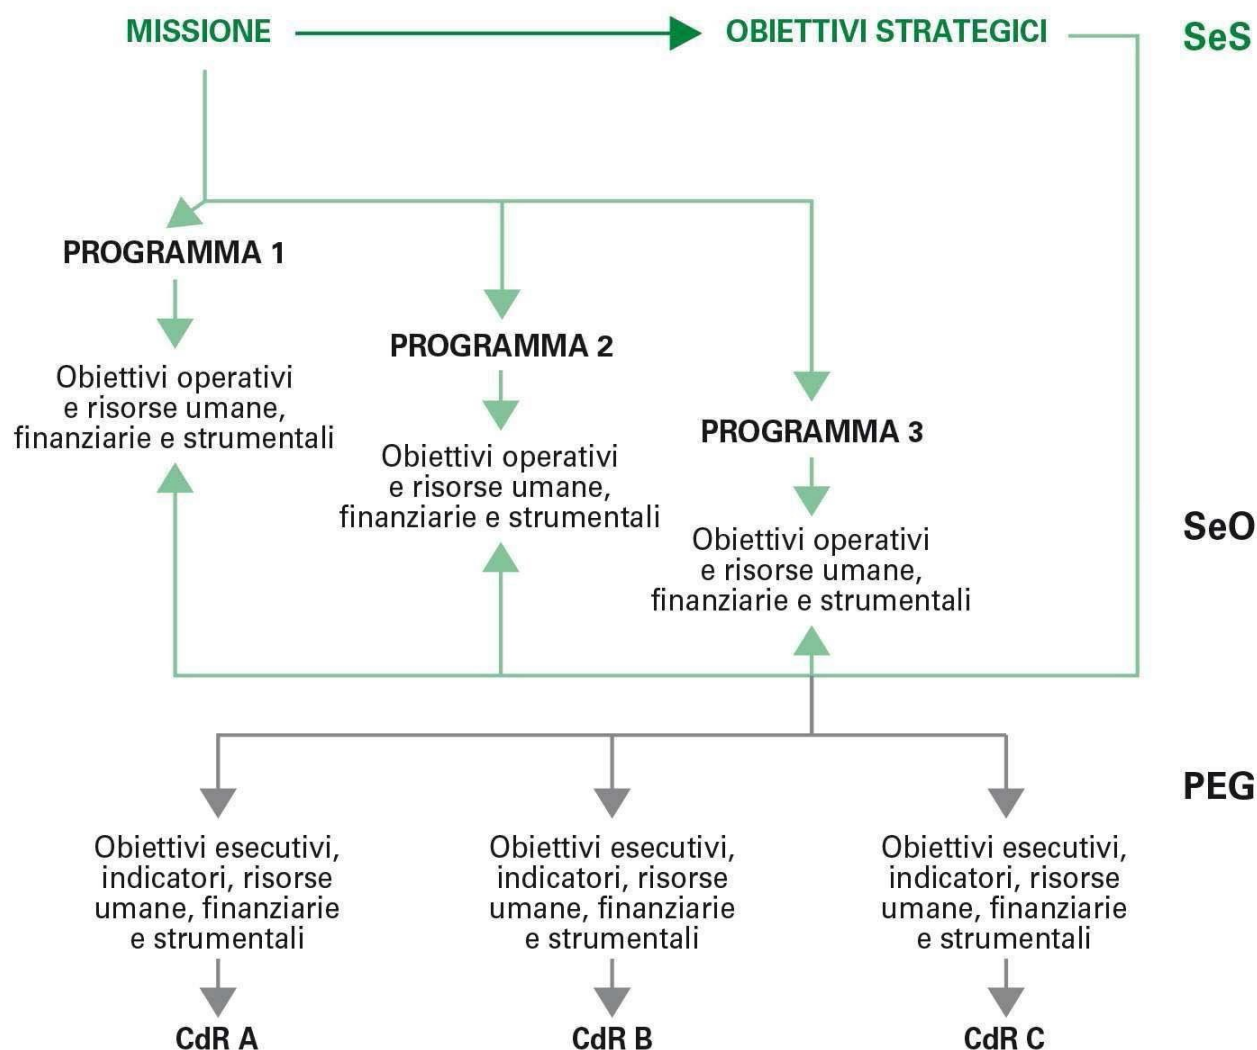 MISSIONE
OBIETTIVI STRATEGICI
SeS
PROGRAMMA 1
Obiettivi operativi
e risorse umane,
finanziarie e strumentali
PROGRAMMA 2
Obiettivi operativi
e risorse umane,
finanziarie e strumentali
PROGRAMMA 3
Obiettivi operativi
e risorse umane,
finanziarie e strumentali
SeO
PEG
Obiettivi esecutivi,
indicatori, risorse
umane, finanziarie
e strumentali
CdR A
Obiettivi esecutivi,
indicatori, risorse
umane, finanziarie
e strumentali
CdR B
Obiettivi esecutivi,
indicatori, risorse
umane, finanziarie
e strumentali
CdR C